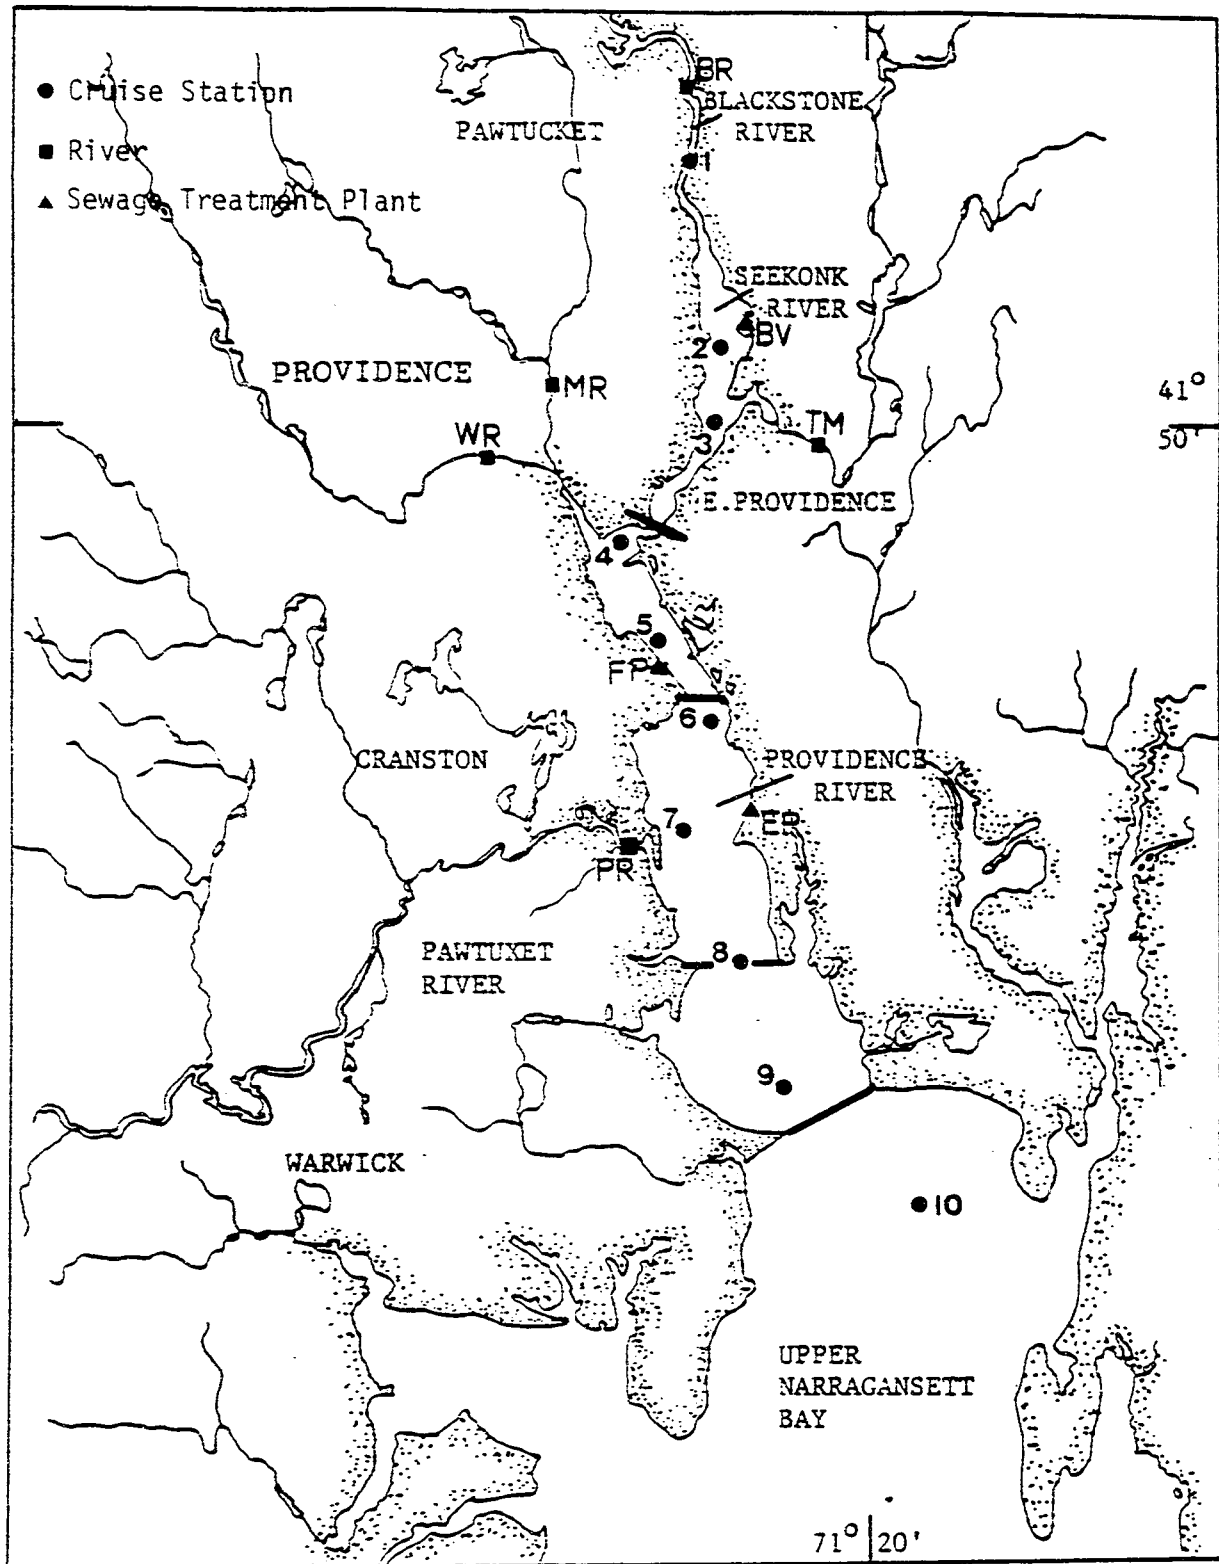 ● Cruise Station
■ River
▲ Sewage Treatment Plant
PAWTUCKET
BR
BLACKSTONE
RIVER
1
SEEKONK
RIVER
BV
2
PROVIDENCE
MR
41°
50'
3
TM
WR
E.PROVIDENCE
4
5
FP
6
CRANSTON
PROVIDENCE
RIVER
7
EP
PR
PAWTUXET
RIVER
8
9
WARWICK
10
UPPER
NARRAGANSETT
BAY
71° 20'